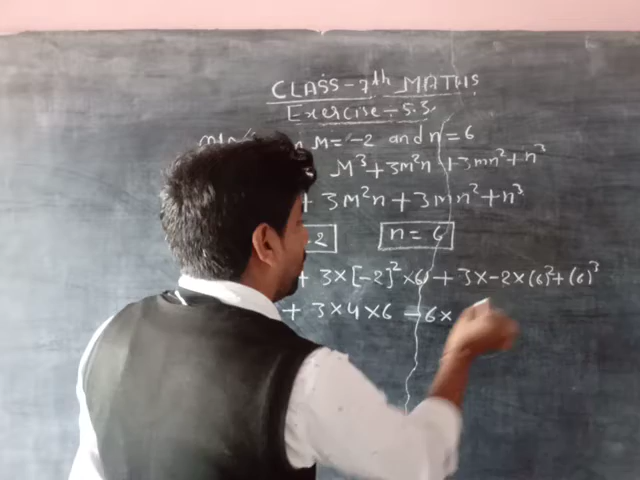 CLASS-7th MATHS
Exercise-5.3.
M=-2 and n=6
M³+3m²n+3mn²+n³
+ 3M²n+3mn²+n³
2 n=6
+ 3×[-2]²×6)+3×-2×(6)²+(6)³
+ 3×4×6-6×